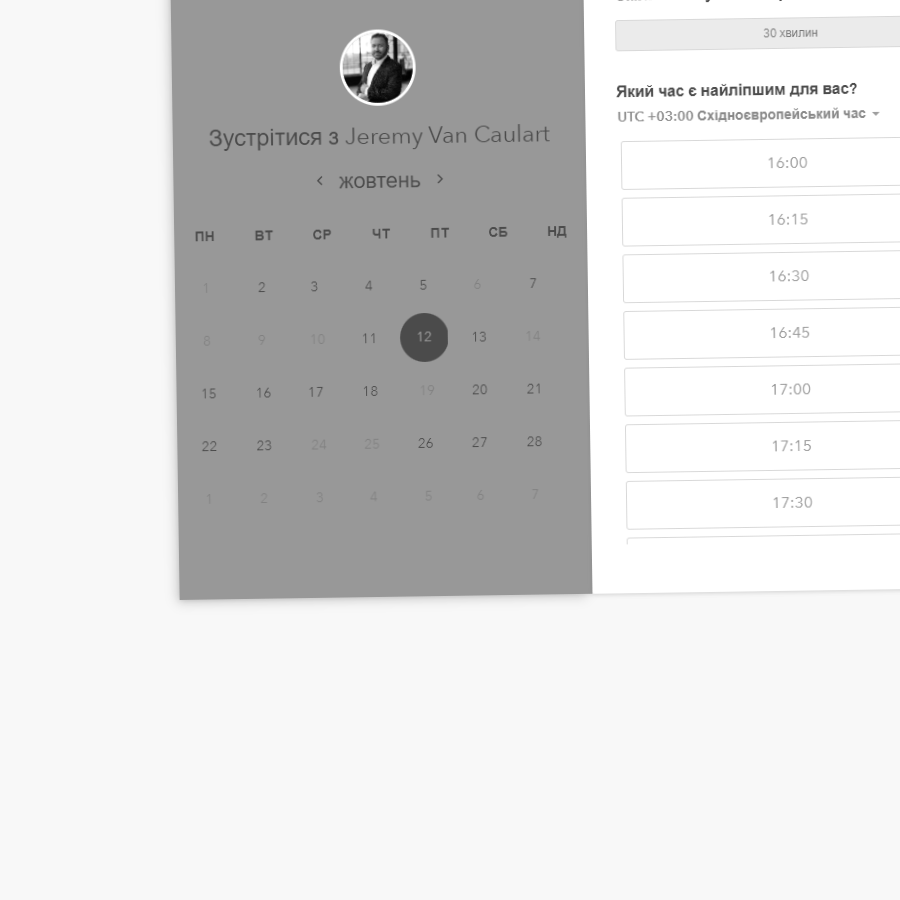 Зустрітися з Jeremy Van Caulart
жовтень
ПН ВТ СР ЧТ ПТ СБ НД
1 2 3 4 5 6 7
8 9 10 11 12 13 14
15 16 17 18 19 20 21
22 23 24 25 26 27 28
1 2 3 4 5 6 7
30 хвилин
Який час є найліпшим для вас?
UTC +03:00 Східноєвропейський час
16:00
16:15
16:30
16:45
17:00
17:15
17:30